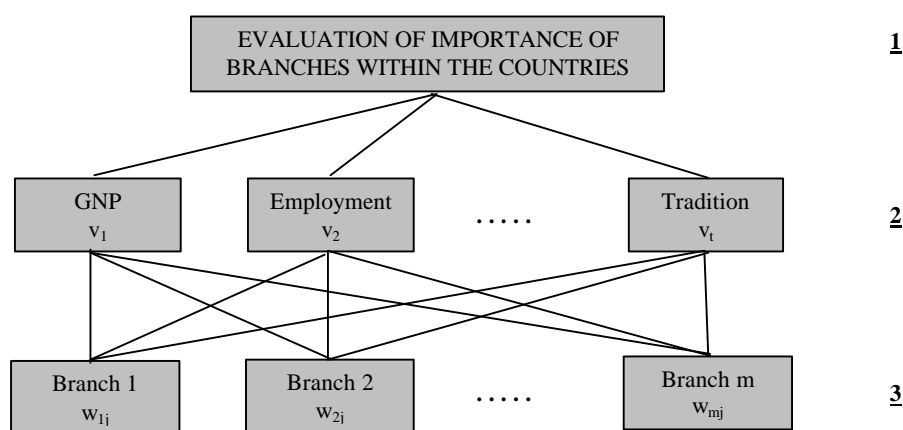 EVALUATION OF IMPORTANCE OF
BRANCHES WITHIN THE COUNTRIES
1
GNP
v1
Employment
v2
.....
Tradition
vt
2
Branch 1
w1j
Branch 2
w2j
.....
Branch m
wmj
3